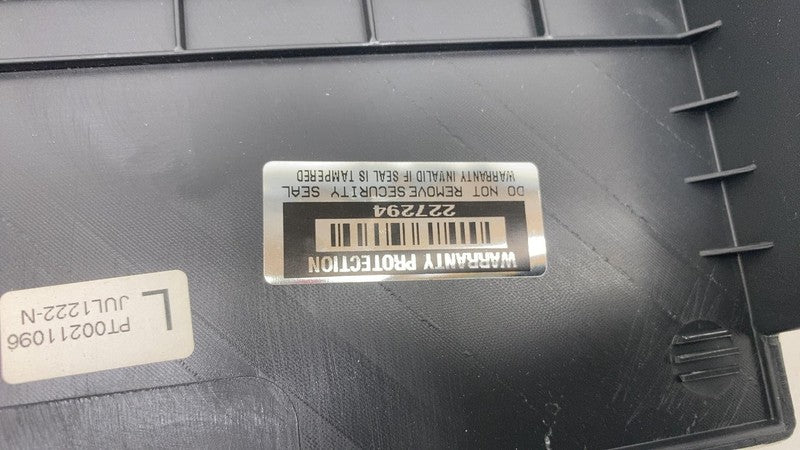 WARRANTY PROTECTION
227294
DO NOT REMOVE SECURITY SEAL
WARRANTY INVALID IF SEAL IS TAMPERED
PT00211096
JUL1222-N
L